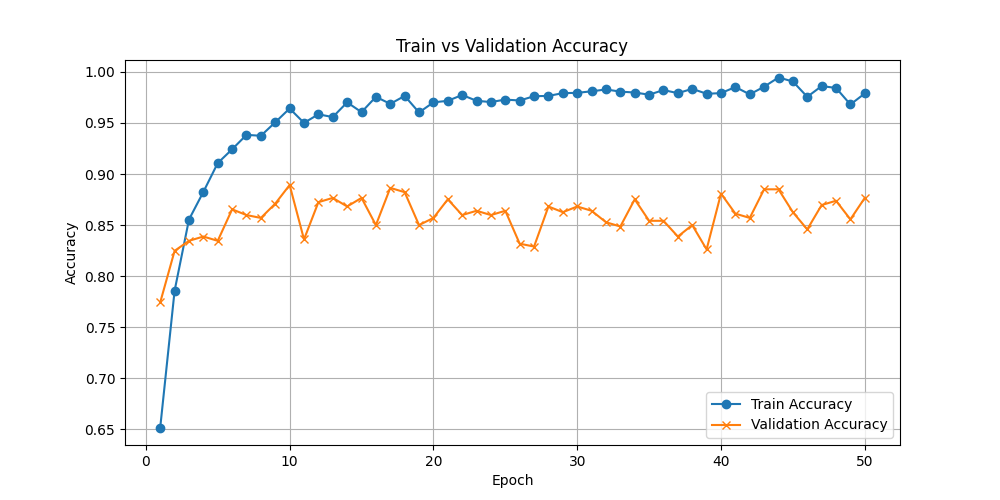 Train vs Validation Accuracy
1.00
0.95
0.90
0.85
0.80
0.75
0.70
0.65
Accuracy
0 10 20 30 40 50
Epoch
Train Accuracy
Validation Accuracy